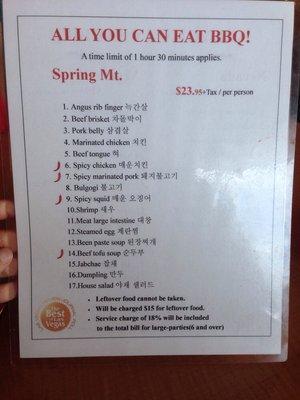 ALL YOU CAN EAT BBQ!
A time limit of 1 hour 30 minutes applies.
Spring Mt.
$23.95+Tax / per person
1. Angus rib finger 늑간살
2. Beef brisket 차돌박이
3. Pork belly 삼겹살
4. Marinated chicken 치킨
5. Beef tongue 혀
6. Spicy chicken 매운치킨
7. Spicy marinated pork 돼지불고기
8. Bulgogi 불고기
9. Spicy squid 매운 오징어
10.Shrimp 새우
11.Meat large intestine 대창
12.Steamed egg 계란찜
13.Been paste soup 된장찌개
14.Beef tofu soup 순두부
15.Jabchae 잡채
16.Dumpling 만두
17.House salad 야채 샐러드
• Leftover food cannot be taken.
• Will be charged $15 for leftover food.
• Service charge of 18% will be included
to the total bill for large-parties(6 and over)
The Best of Las Vegas